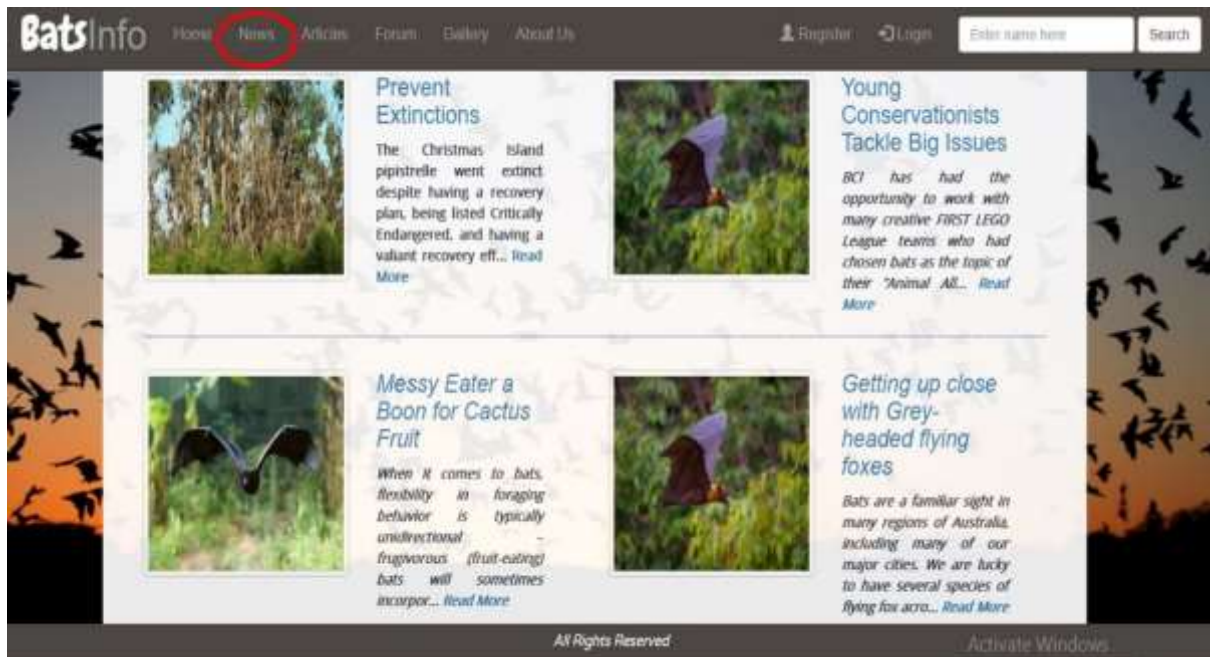 BatsInfo Home News Articles Forum Gallery About Us Register Login Enter name here Search
Prevent
Extinctions
The Christmas Island
pipistrelle went extinct
despite having a recovery
plan, being listed Critically
Endangered, and having a
valiant recovery eff... Read
More
Young
Conservationists
Tackle Big Issues
BCI has had the
opportunity to work with
many creative FIRST LEGO
League teams who had
chosen bats as the topic of
their "Animal All... Read
More
Messy Eater a
Boon for Cactus
Fruit
When it comes to bats,
flexibility in foraging
behavior is typically
unidirectional –
frugivorous (fruit-eating)
bats will sometimes
incorpor... Read More
Getting up close
with Grey-
headed flying
foxes
Bats are a familiar sight in
many regions of Australia,
including many of our
major cities. We are lucky
to have several species of
flying fox acro... Read More
All Rights Reserved
Activate Windows